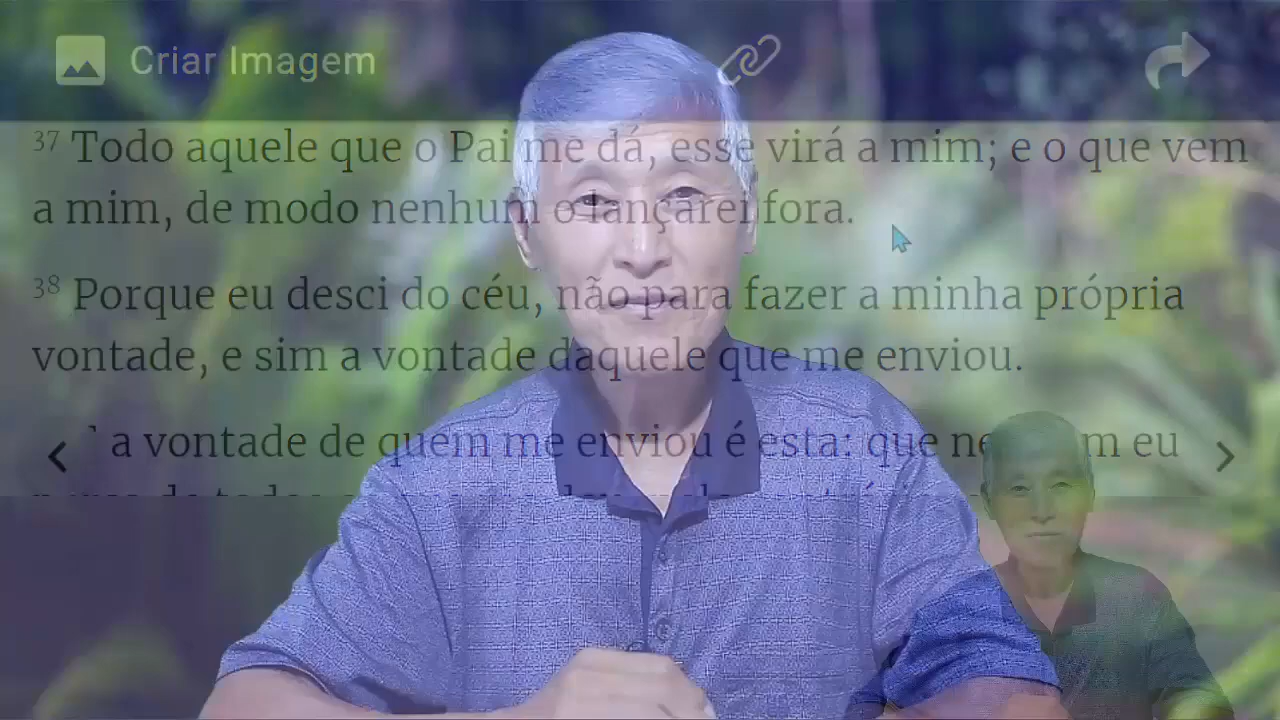 Criar Imagem
37 Todo aquele que o Pai me dá, esse virá a mim; e o que vem
a mim, de modo nenhum o lançarei fora.
38 Porque eu desci do céu, não para fazer a minha própria
vontade, e sim a vontade daquele que me enviou.
a vontade de quem me enviou é esta: que eu